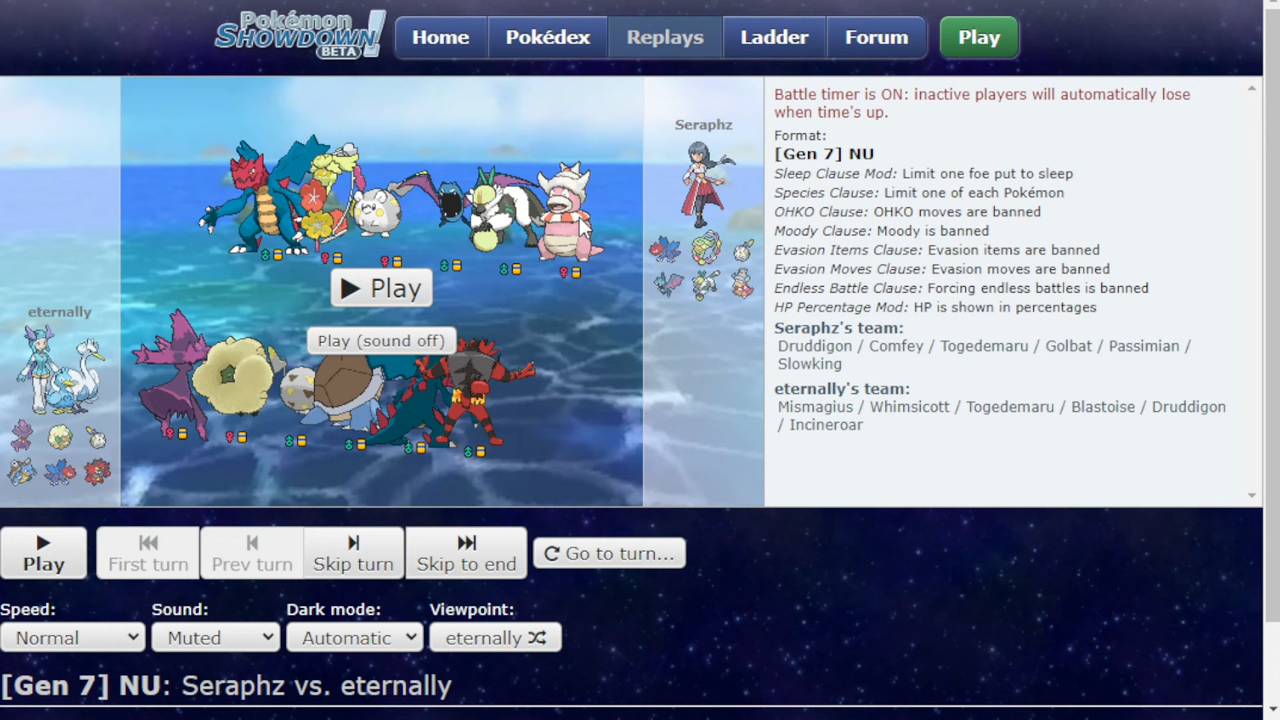 Pokémon
SHOWDOWN!
BETA
Home
Pokédex
Replays
Ladder
Forum
Play
Seraphz
eternally
▶ Play
Play (sound off)
Battle timer is ON: inactive players will automatically lose
when time's up.
Format:
[Gen 7] NU
Sleep Clause Mod: Limit one foe put to sleep
Species Clause: Limit one of each Pokémon
OHKO Clause: OHKO moves are banned
Moody Clause: Moody is banned
Evasion Items Clause: Evasion items are banned
Evasion Moves Clause: Evasion moves are banned
Endless Battle Clause: Forcing endless battles is banned
HP Percentage Mod: HP is shown in percentages
Seraphz's team:
Druddigon / Comfey / Togedemaru / Golbat / Passimian /
Slowking
eternally's team:
Mismagius / Whimsicott / Togedemaru / Blastoise / Druddigon
/ Incineroar
Play
First turn
Prev turn
Skip turn
Skip to end
Go to turn...
Speed:
Normal
Sound:
Muted
Dark mode:
Automatic
Viewpoint:
eternally
[Gen 7] NU: Seraphz vs. eternally